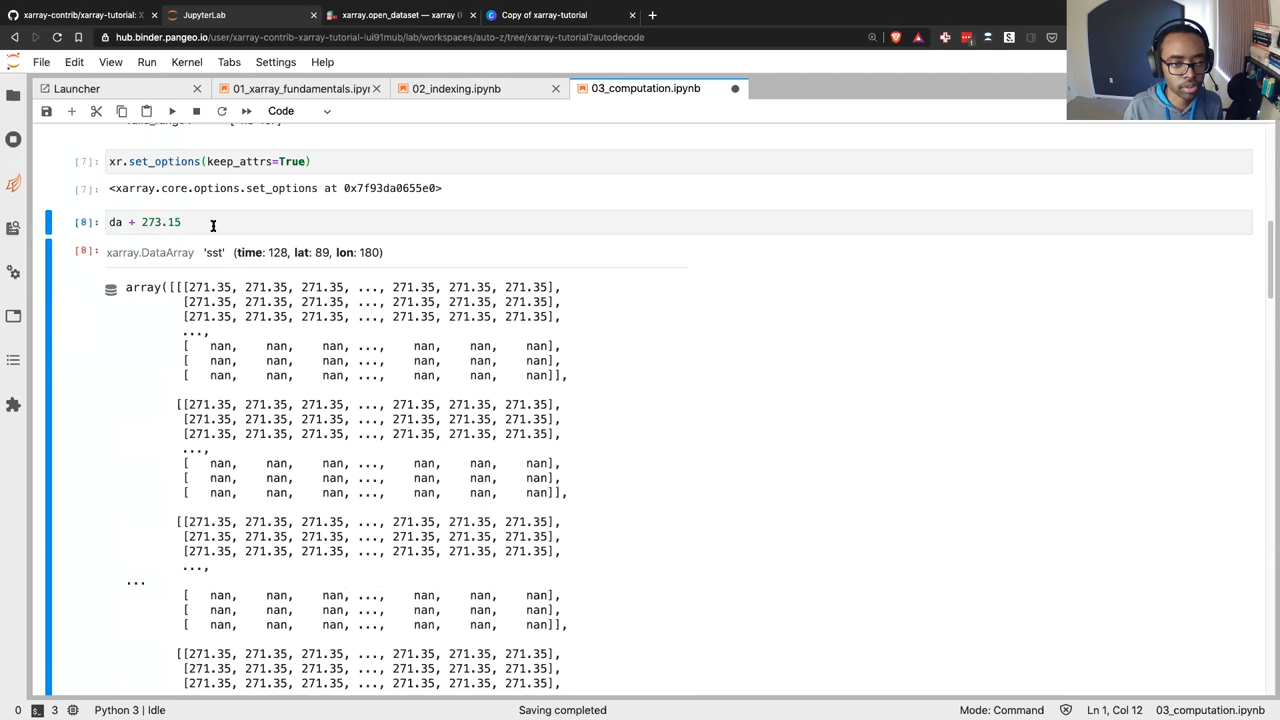 xarray-contrib/xarray-tutorial: X
JupyterLab
xarray.open_dataset — xarray
Copy of xarray-tutorial
hub.binder.pangeo.io/user/xarray-contrib-xarray-tutorial-lui91mub/lab/workspaces/auto-z/tree/xarray-tutorial?autodecode
File Edit View Run Kernel Tabs Settings Help
Launcher
01_xarray_fundamentals.ipyn
02_indexing.ipynb
03_computation.ipynb
Code
[7]: xr.set_options(keep_attrs=True)
[7]: <xarray.core.options.set_options at 0x7f93da0655e0>
[8]: da + 273.15
[8]: xarray.DataArray 'sst' (time: 128, lat: 89, lon: 180)
array([[[271.35, 271.35, 271.35, ..., 271.35, 271.35, 271.35],
[271.35, 271.35, 271.35, ..., 271.35, 271.35, 271.35],
[271.35, 271.35, 271.35, ..., 271.35, 271.35, 271.35],
...,
[ nan, nan, nan, ..., nan, nan, nan],
[ nan, nan, nan, ..., nan, nan, nan],
[ nan, nan, nan, ..., nan, nan, nan]],
[[271.35, 271.35, 271.35, ..., 271.35, 271.35, 271.35],
[271.35, 271.35, 271.35, ..., 271.35, 271.35, 271.35],
[271.35, 271.35, 271.35, ..., 271.35, 271.35, 271.35],
...,
[ nan, nan, nan, ..., nan, nan, nan],
[ nan, nan, nan, ..., nan, nan, nan],
[ nan, nan, nan, ..., nan, nan, nan]],
[[271.35, 271.35, 271.35, ..., 271.35, 271.35, 271.35],
[271.35, 271.35, 271.35, ..., 271.35, 271.35, 271.35],
[271.35, 271.35, 271.35, ..., 271.35, 271.35, 271.35],
...,
...
[ nan, nan, nan, ..., nan, nan, nan],
[ nan, nan, nan, ..., nan, nan, nan],
[ nan, nan, nan, ..., nan, nan, nan]],
[[271.35, 271.35, 271.35, ..., 271.35, 271.35, 271.35],
[271.35, 271.35, 271.35, ..., 271.35, 271.35, 271.35],
[271.35, 271.35, 271.35, ..., 271.35, 271.35, 271.35],
0 3 Python 3 | Idle Saving completed Mode: Command Ln 1, Col 12 03_computation.ipynb